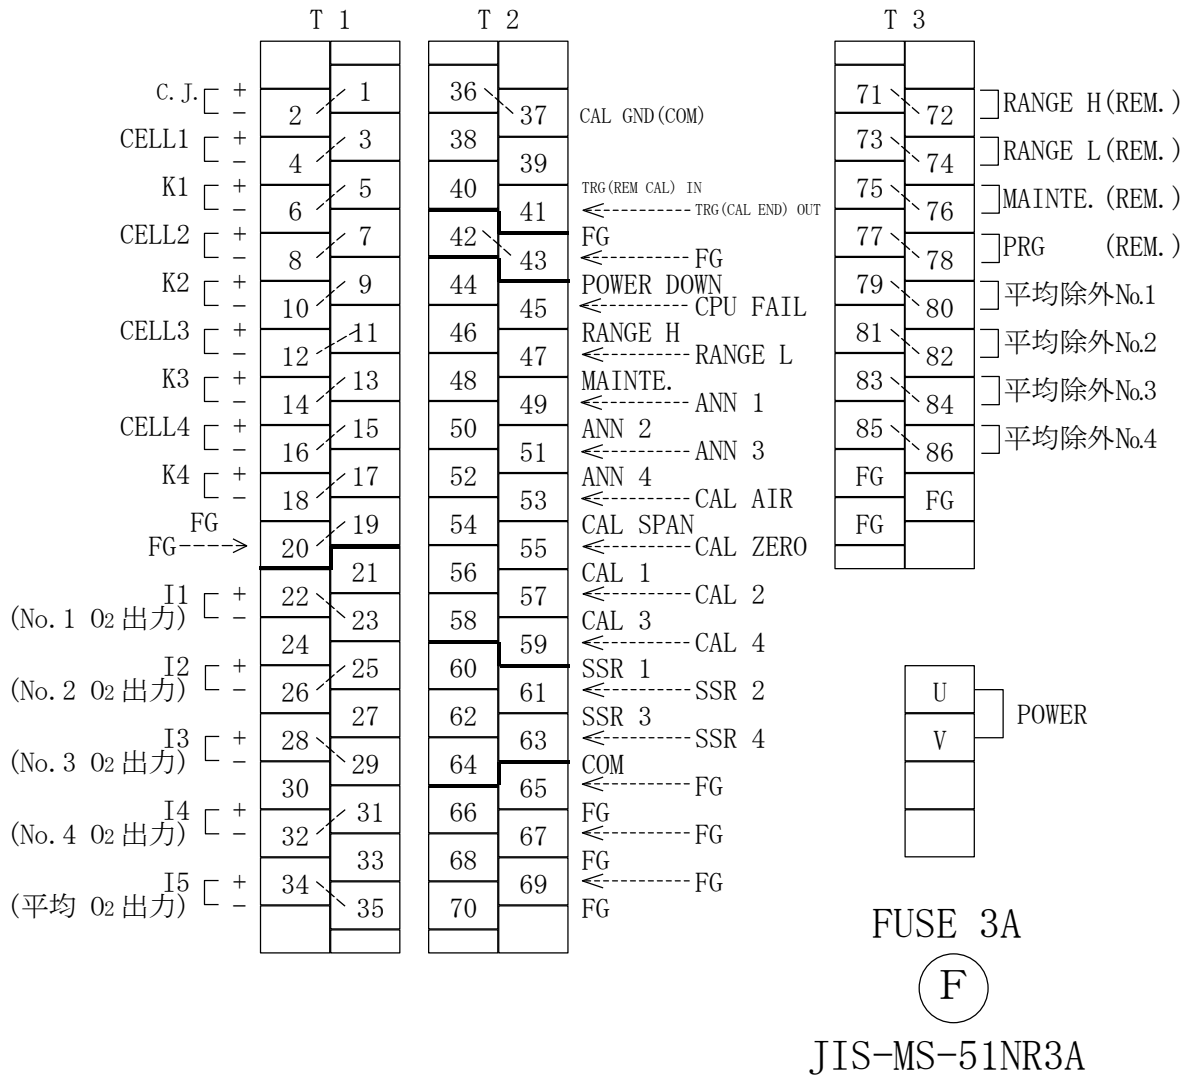 T 1
T 2
T 3
C.J. + 1
- 2
CELL1 + 3
- 4
K1 + 5
- 6
CELL2 + 7
- 8
K2 + 9
- 10
CELL3 + 11
- 12
K3 + 13
- 14
CELL4 + 15
- 16
K4 + 17
- 18
FG 19
FG 20
21
I1 + 22
(No.1 O2出力) - 23
24
I2 + 25
(No.2 O2出力) - 26
27
I3 + 28
(No.3 O2出力) - 29
30
I4 + 31
(No.4 O2出力) - 32
33
I5 + 34
(平均 O2出力) - 35
36
37 CAL GND(COM)
38
39
40 TRG(REM CAL) IN
41 TRG(CAL END) OUT
42 FG
43 FG
44 POWER DOWN
45 CPU FAIL
46 RANGE H
47 RANGE L
48 MAINTE.
49 ANN 1
50 ANN 2
51 ANN 3
52 ANN 4
53 CAL AIR
54 CAL SPAN
55 CAL ZERO
56 CAL 1
57 CAL 2
58 CAL 3
59 CAL 4
60 SSR 1
61 SSR 2
62 SSR 3
63 SSR 4
64 COM
65 FG
66 FG
67 FG
68 FG
69 FG
70 FG
71 72 RANGE H(REM.)
73 74 RANGE L(REM.)
75 76 MAINTE.(REM.)
77 78 PRG (REM.)
79 80 平均除外No.1
81 82 平均除外No.2
83 84 平均除外No.3
85 86 平均除外No.4
FG
FG
FG
U
V
POWER
FUSE 3A
F
JIS-MS-51NR3A